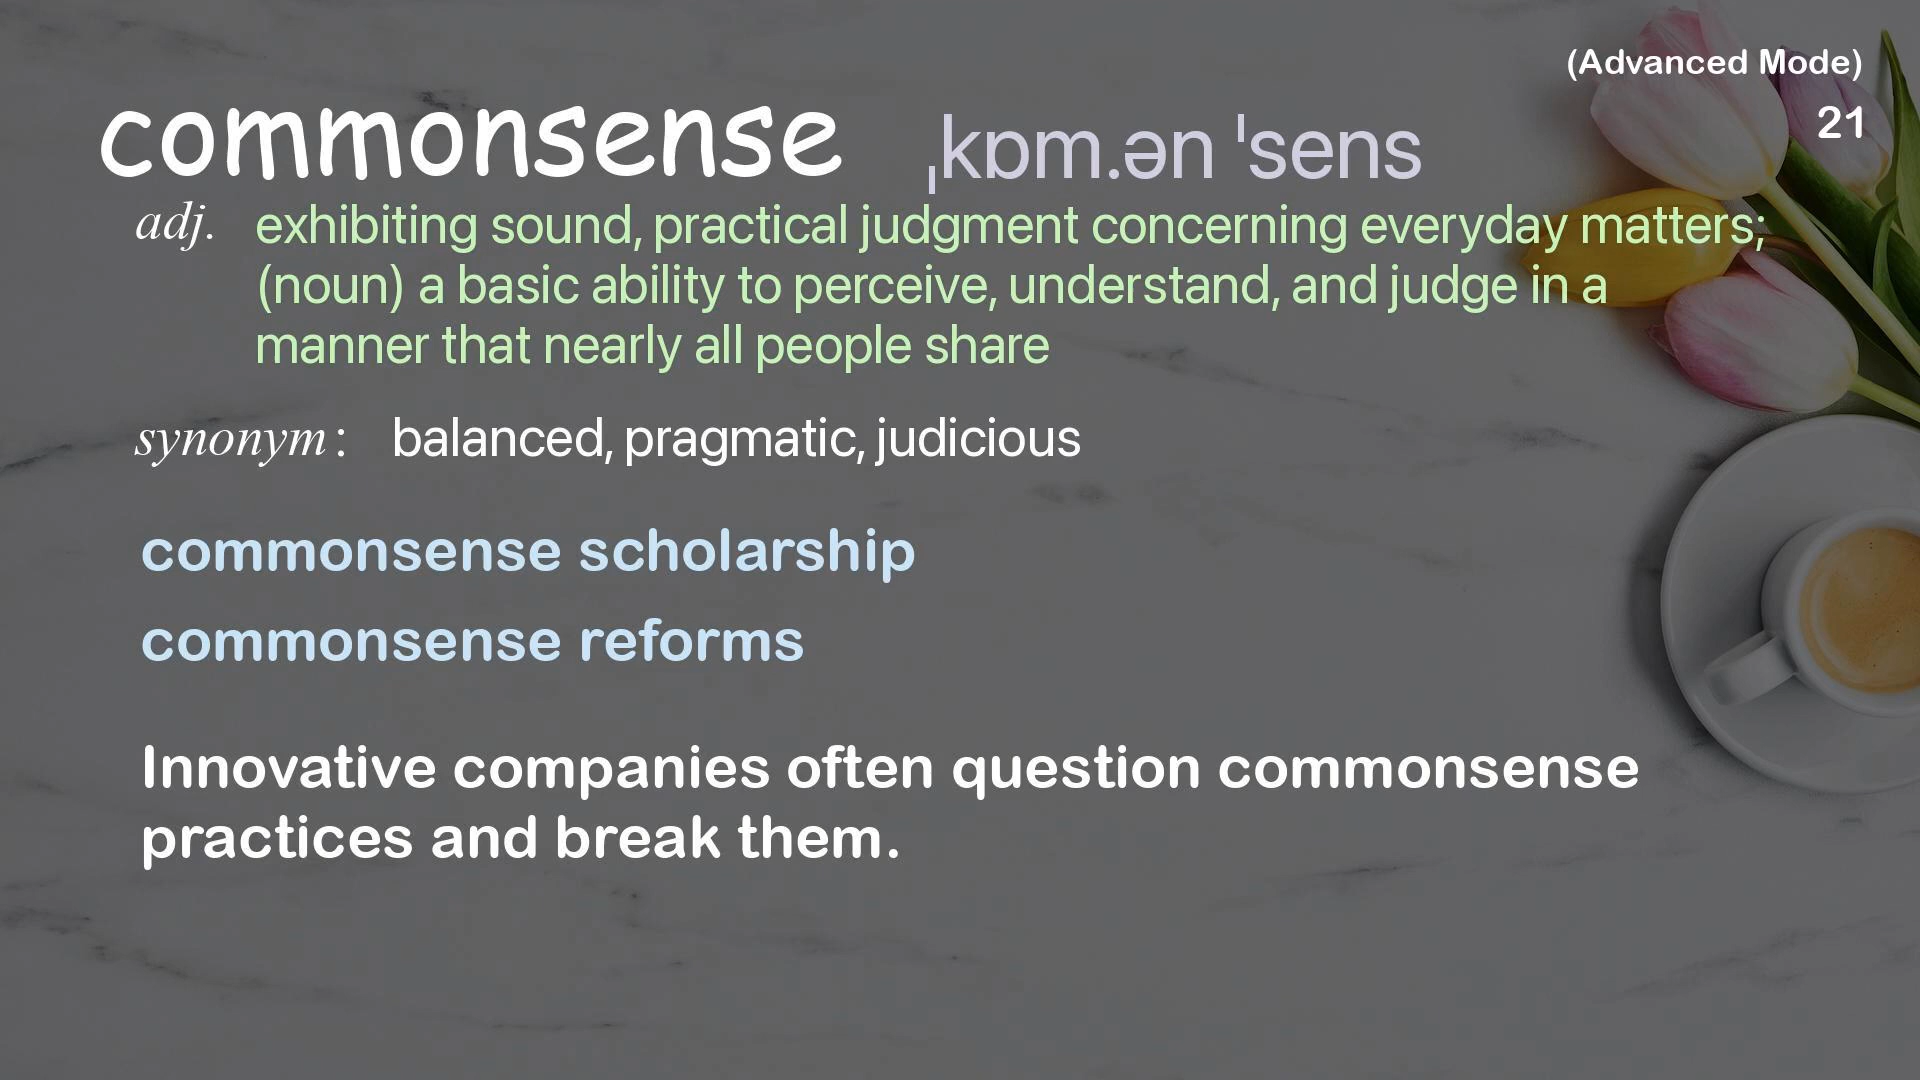 (Advanced Mode)
21
commonsense ˌkɒm.ən ˈsens
adj. exhibiting sound, practical judgment concerning everyday matters;
(noun) a basic ability to perceive, understand, and judge in a
manner that nearly all people share
synonym: balanced, pragmatic, judicious
commonsense scholarship
commonsense reforms
Innovative companies often question commonsense
practices and break them.